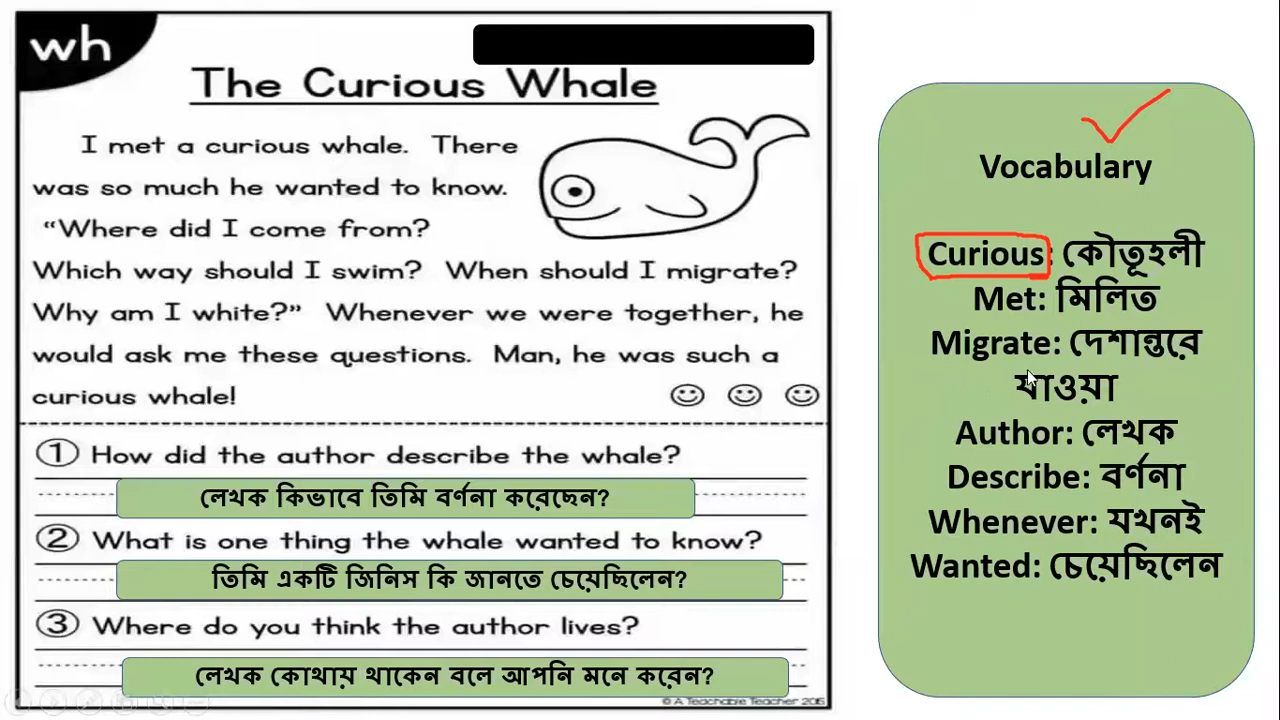 wh
The Curious Whale
I met a curious whale. There
was so much he wanted to know.
“Where did I come from?
Which way should I swim? When should I migrate?
Why am I white?” Whenever we were together, he
would ask me these questions. Man, he was such a
curious whale!
1 How did the author describe the whale?
লেখক কিভাবে তিমি বর্ণনা করেছেন?
2 What is one thing the whale wanted to know?
তিমি একটি জিনিস কি জানতে চেয়েছিলেন?
3 Where do you think the author lives?
লেখক কোথায় থাকেন বলে আপনি মনে করেন?
© A Teachable Teacher 2015
Vocabulary
Curious: কৌতূহলী
Met: মিলিত
Migrate: দেশান্তরে
যাওয়া
Author: লেখক
Describe: বর্ণনা
Whenever: যখনই
Wanted: চেয়েছিলেন